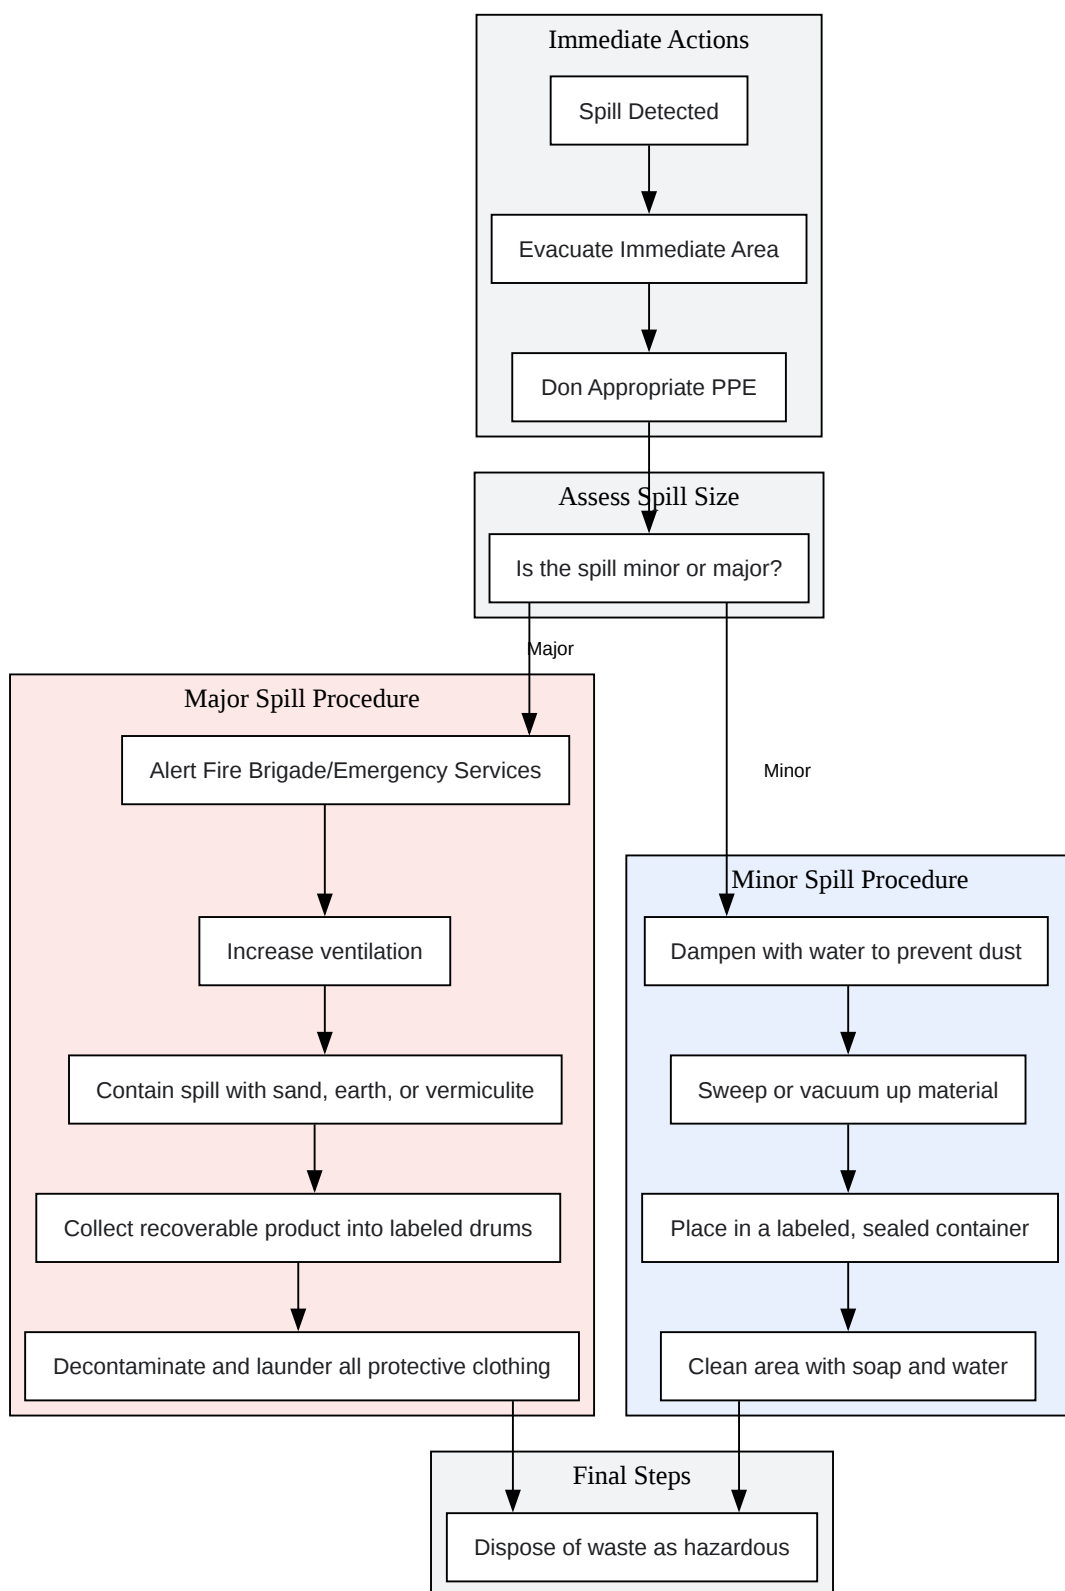 Immediate Actions
Spill Detected
Evacuate Immediate Area
Don Appropriate PPE
Assess Spill Size
Is the spill minor or major?
Major
Minor
Major Spill Procedure
Alert Fire Brigade/Emergency Services
Increase ventilation
Contain spill with sand, earth, or vermiculite
Collect recoverable product into labeled drums
Decontaminate and launder all protective clothing
Minor Spill Procedure
Dampen with water to prevent dust
Sweep or vacuum up material
Place in a labeled, sealed container
Clean area with soap and water
Final Steps
Dispose of waste as hazardous